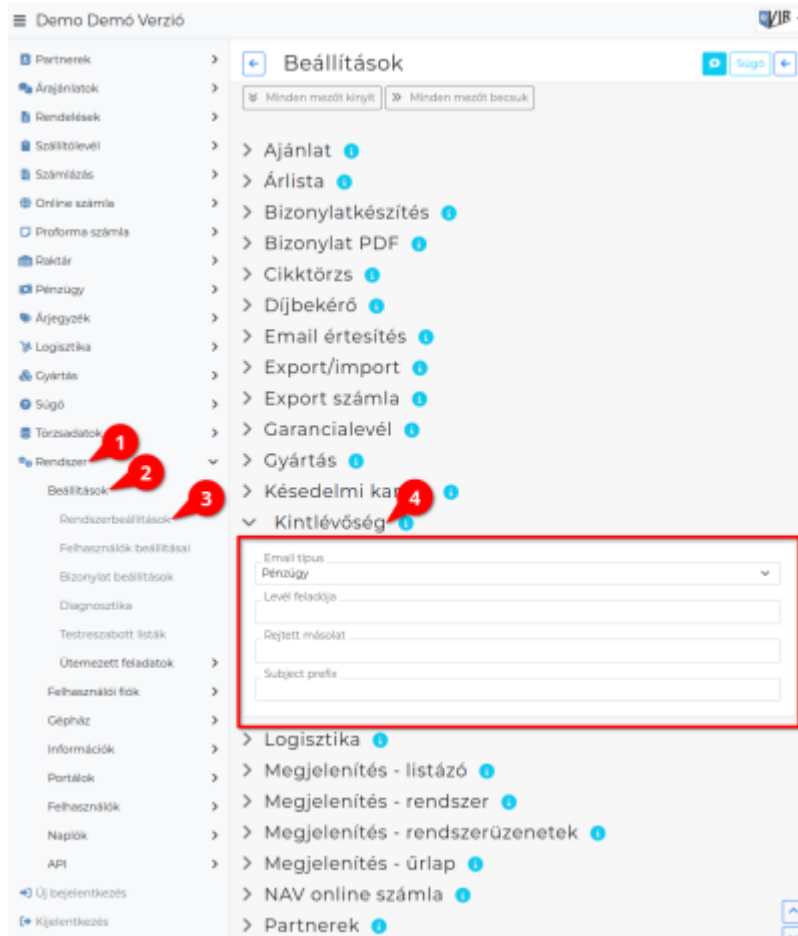 Demo Demó Verzió
VIR
Partnerek
Árajánlatok
Rendelések
Szállítólevél
Számlázás
Online számla
Proforma számla
Raktár
Pénzügy
Árjegyzék
Logisztika
Gyártás
Súgó
Törzsadatok
1
Rendszer
2
Beállítások
3
Rendszerbeállítások
Felhasználók beállításai
Bizonylat beállítások
Diagnosztika
Testreszabott listák
Ütemezett feladatok
Felhasználói fiók
Gépház
Információk
Portálok
Felhasználók
Naplók
API
Új bejelentkezés
Kijelentkezés
Beállítások
Súgó
Minden mezőt kinyit
Minden mezőt becsuk
Ajánlat
Árlista
Bizonylatkészítés
Bizonylat PDF
Cikktörzs
Díjbekérő
Email értesítés
Export/import
Export számla
Garancialevél
Gyártás
Késedelmi ka
4
Kintlévőség
Email típus
Pénzügy
Levél feladója
Rejtett másolat
Subject prefix
Logisztika
Megjelenítés - listázó
Megjelenítés - rendszer
Megjelenítés - rendszerüzenetek
Megjelenítés - űrlap
NAV online számla
Partnerek